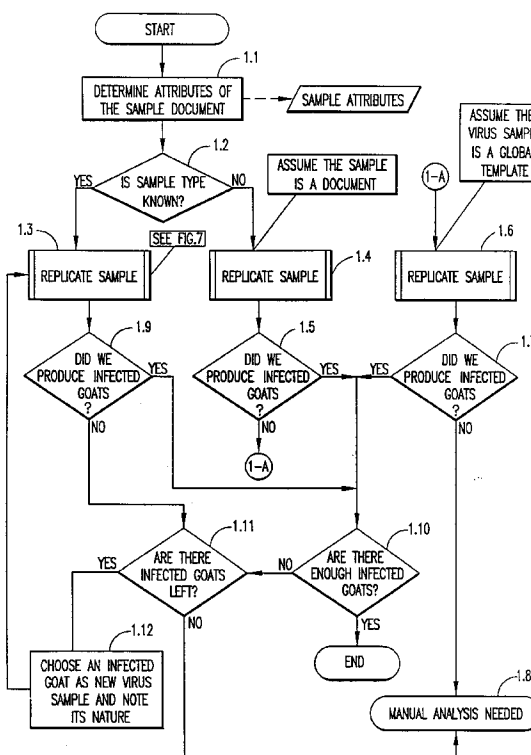 START
1.1
DETERMINE ATTRIBUTES OF
THE SAMPLE DOCUMENT
SAMPLE ATTRIBUTES
1.2
IS SAMPLE TYPE
KNOWN?
YES
NO
ASSUME THE SAMPLE
IS A DOCUMENT
ASSUME THE
VIRUS SAMPLE
IS A GLOBAL
TEMPLATE
1-A
1.3
SEE FIG.7
REPLICATE SAMPLE
1.4
REPLICATE SAMPLE
1.6
REPLICATE SAMPLE
1.9
DID WE
PRODUCE INFECTED
GOATS
?
YES
NO
1.5
DID WE
PRODUCE INFECTED
GOATS
?
YES
NO
1-A
1.7
DID WE
PRODUCE INFECTED
GOATS
?
YES
NO
1.11
ARE THERE
INFECTED GOATS
LEFT?
YES
NO
1.10
ARE THERE
ENOUGH INFECTED
GOATS?
NO
YES
END
1.12
CHOOSE AN INFECTED
GOAT AS NEW VIRUS
SAMPLE AND NOTE
ITS NATURE
1.8
MANUAL ANALYSIS NEEDED